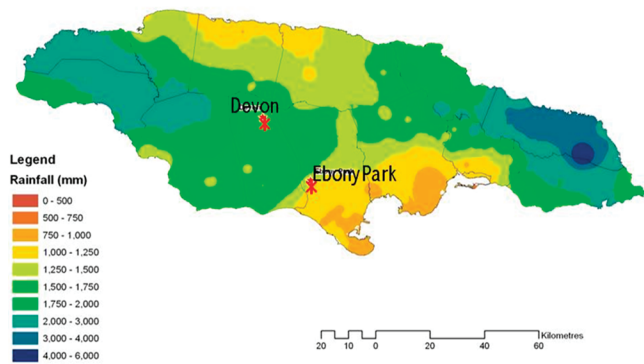 Devon
EbonyPark
Legend
Rainfall (mm)
0 - 500
500 - 750
750 - 1,000
1,000 - 1,250
1,250 - 1,500
1,500 - 1,750
1,750 - 2,000
2,000 - 3,000
3,000 - 4,000
4,000 - 6,000
Kilometres
20 10 0 20 40 60